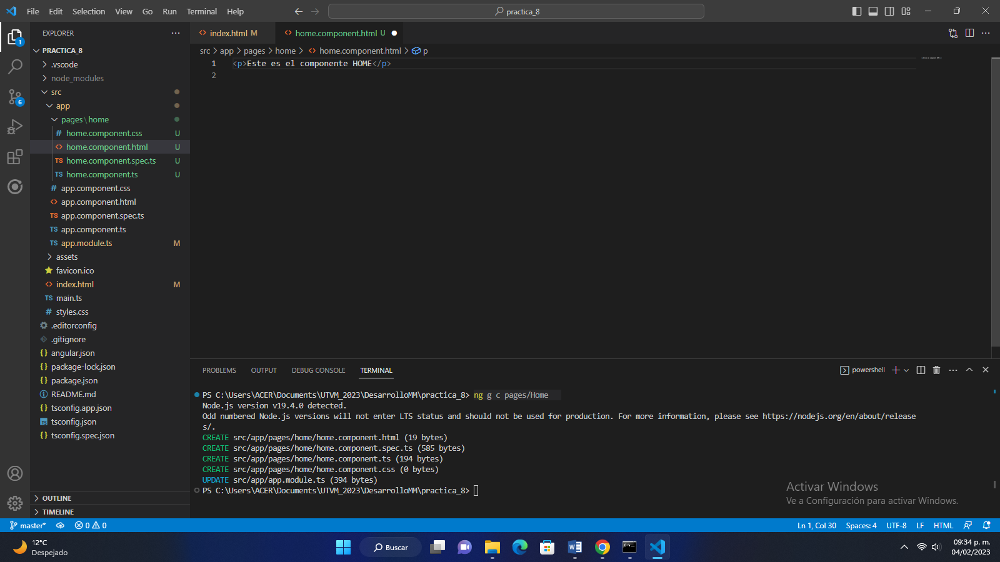 File Edit Selection View Go Run Terminal Help
practica_8
EXPLORER
PRACTICA_8
.vscode
node_modules
src
app
pages\home
home.component.css U
home.component.html U
home.component.spec.ts U
home.component.ts U
app.component.css
app.component.html
app.component.spec.ts
app.component.ts
app.module.ts M
assets
favicon.ico
index.html M
main.ts
styles.css
.editorconfig
.gitignore
angular.json
package-lock.json
package.json
README.md
tsconfig.app.json
tsconfig.json
tsconfig.spec.json
OUTLINE
TIMELINE
1
6
index.html M
home.component.html U
src > app > pages > home > home.component.html > p
1 <p>Este es el componente HOME</p>
2
PROBLEMS OUTPUT DEBUG CONSOLE TERMINAL
powershell
PS C:\Users\ACER\Documents\UTVM_2023\DesarrolloMM\practica_8> ng g c pages/Home
Node.js version v19.4.0 detected.
Odd numbered Node.js versions will not enter LTS status and should not be used for production. For more information, please see https://nodejs.org/en/about/release
s/.
CREATE src/app/pages/home/home.component.html (19 bytes)
CREATE src/app/pages/home/home.component.spec.ts (585 bytes)
CREATE src/app/pages/home/home.component.ts (194 bytes)
CREATE src/app/pages/home/home.component.css (0 bytes)
UPDATE src/app/app.module.ts (394 bytes)
PS C:\Users\ACER\Documents\UTVM_2023\DesarrolloMM\practica_8>
Activar Windows
Ve a Configuración para activar Windows.
master* 0 0
Ln 1, Col 30 Spaces: 4 UTF-8 LF HTML
12°C
Despejado
Buscar
09:34 p. m.
04/02/2023